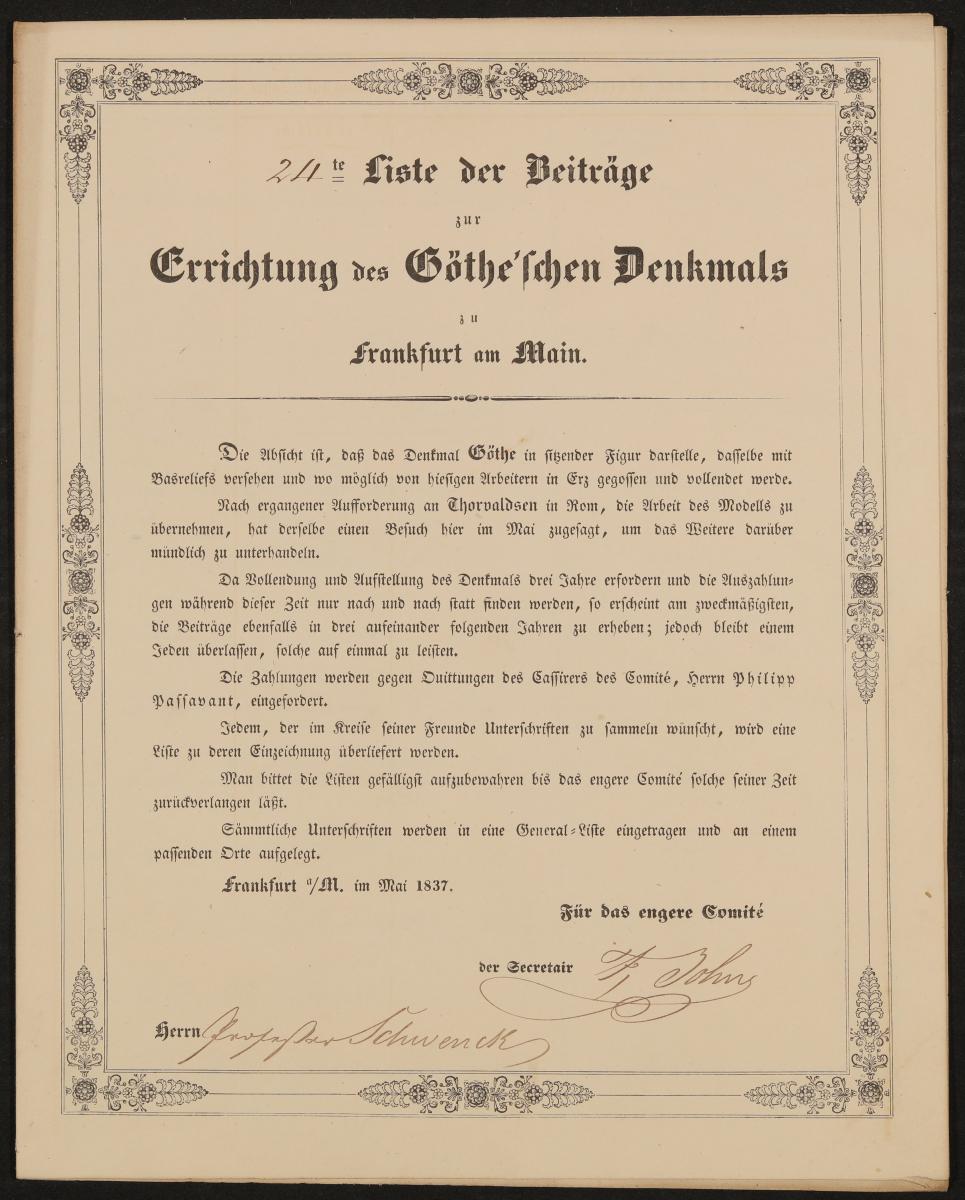 24te Liste der Beiträge
zur
Errichtung des Göthe'schen Denkmals
zu
Frankfurt am Main.
Die Absicht ist, daß das Denkmal Göthe in sitzender Figur darstelle, dasselbe mit
Basreliefs versehen und wo möglich von hiesigen Arbeitern in Erz gegossen und vollendet werde.
Nach ergangener Aufforderung an Thorvaldsen in Rom, die Arbeit des Modells zu
übernehmen, hat derselbe einen Besuch hier im Mai zugesagt, um das Weitere darüber
mündlich zu unterhandeln.
Da Vollendung und Aufstellung des Denkmals drei Jahre erfordern und die Auszahlun-
gen während dieser Zeit nur nach und nach statt finden werden, so erscheint am zweckmäßigsten,
die Beiträge ebenfalls in drei aufeinander folgenden Jahren zu erheben; jedoch bleibt einem
Jeden überlassen, solche auf einmal zu leisten.
Die Zahlungen werden gegen Quittungen des Cassirers des Comité, Herrn Philipp
Passavant, eingefordert.
Jedem, der im Kreise seiner Freunde Unterschriften zu sammeln wünscht, wird eine
Liste zu deren Einzeichnung überliefert werden.
Man bittet die Listen gefälligst aufzubewahren bis das engere Comité solche seiner Zeit
zurückverlangen läßt.
Sämmtliche Unterschriften werden in eine General-Liste eingetragen und an einem
passenden Orte aufgelegt.
Frankfurt a/M. im Mai 1837.
Für das engere Comité
der Secretair F. John
Herrn Professor Schwenck